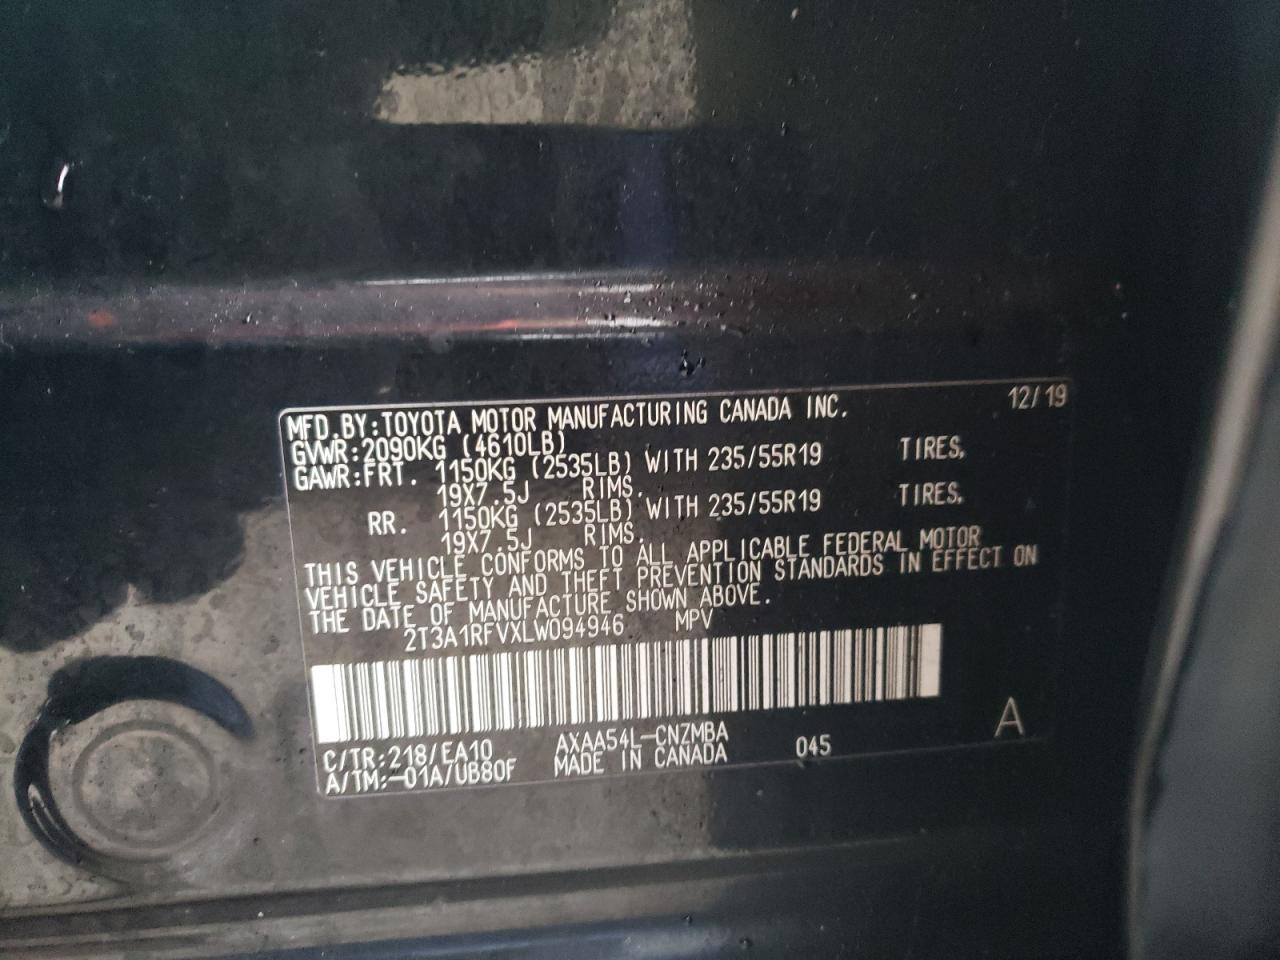 12/19
MFD.BY:TOYOTA MOTOR MANUFACTURING CANADA INC.
GVWR:2090KG (4610LB)
GAWR:FRT. 1150KG (2535LB) WITH 235/55R19 TIRES,
19X7.5J RIMS.
RR. 1150KG (2535LB) WITH 235/55R19 TIRES,
19X7.5J RIMS.
THIS VEHICLE CONFORMS TO ALL APPLICABLE FEDERAL MOTOR
VEHICLE SAFETY AND THEFT PREVENTION STANDARDS IN EFFECT ON
THE DATE OF MANUFACTURE SHOWN ABOVE.
2T3A1RFVXLW094946 MPV
C/TR:218/EA10 AXAA54L-CNZMBA 045 A
A/TM:-01A/UB80F MADE IN CANADA